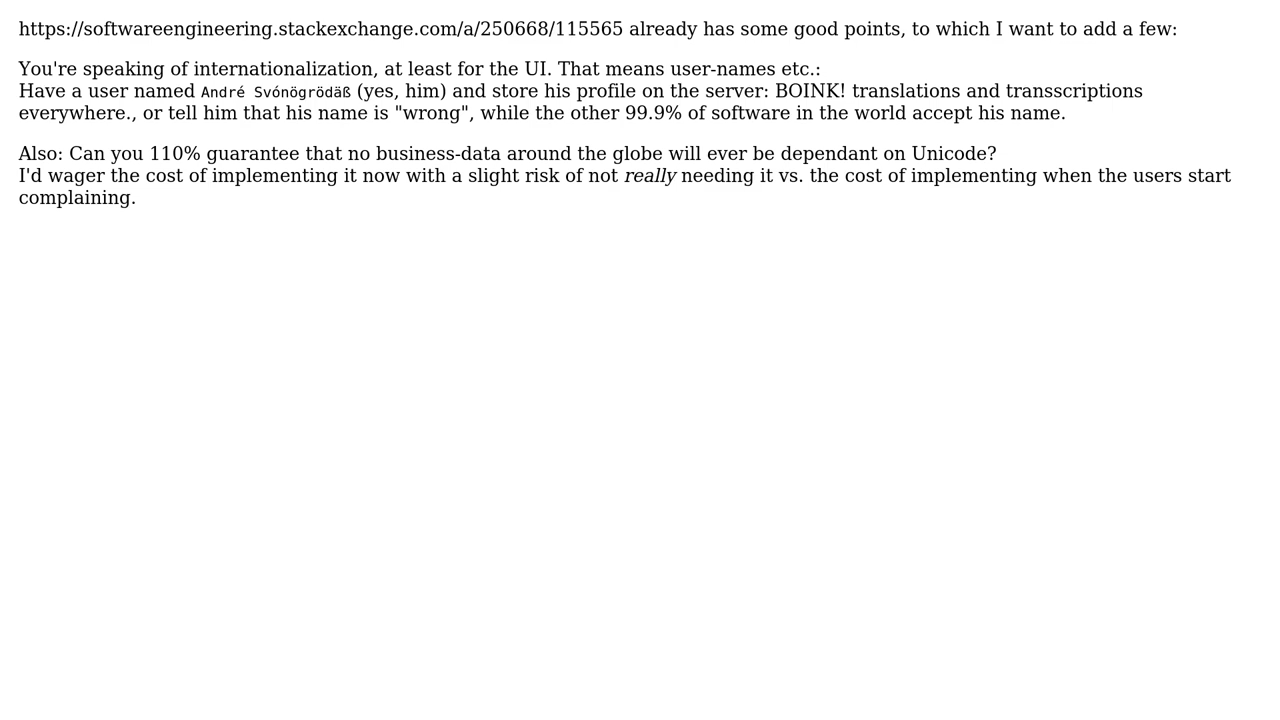 https://softwareengineering.stackexchange.com/a/250668/115565 already has some good points, to which I want to add a few:
You're speaking of internationalization, at least for the UI. That means user-names etc.:
Have a user named André Svónögrödäß (yes, him) and store his profile on the server: BOINK! translations and transscriptions
everywhere., or tell him that his name is "wrong", while the other 99.9% of software in the world accept his name.
Also: Can you 110% guarantee that no business-data around the globe will ever be dependant on Unicode?
I'd wager the cost of implementing it now with a slight risk of not really needing it vs. the cost of implementing when the users start
complaining.